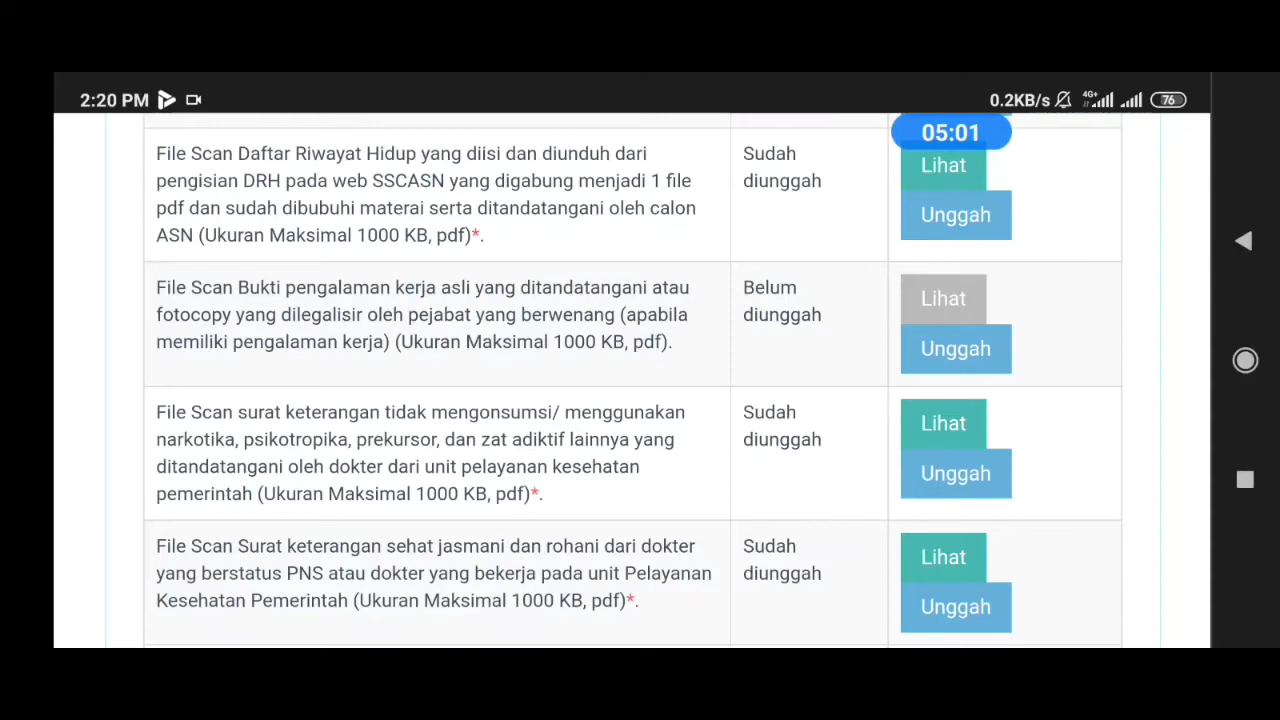 2:20 PM
0.2KB/s 4G+ 76
05:01
File Scan Daftar Riwayat Hidup yang diisi dan diunduh dari
pengisian DRH pada web SSCASN yang digabung menjadi 1 file
pdf dan sudah dibubuhi materai serta ditandatangani oleh calon
ASN (Ukuran Maksimal 1000 KB, pdf)*.
Sudah
diunggah
Lihat
Unggah
File Scan Bukti pengalaman kerja asli yang ditandatangani atau
fotocopy yang dilegalisir oleh pejabat yang berwenang (apabila
memiliki pengalaman kerja) (Ukuran Maksimal 1000 KB, pdf).
Belum
diunggah
Lihat
Unggah
File Scan surat keterangan tidak mengonsumsi/ menggunakan
narkotika, psikotropika, prekursor, dan zat adiktif lainnya yang
ditandatangani oleh dokter dari unit pelayanan kesehatan
pemerintah (Ukuran Maksimal 1000 KB, pdf)*.
Sudah
diunggah
Lihat
Unggah
File Scan Surat keterangan sehat jasmani dan rohani dari dokter
yang berstatus PNS atau dokter yang bekerja pada unit Pelayanan
Kesehatan Pemerintah (Ukuran Maksimal 1000 KB, pdf)*.
Sudah
diunggah
Lihat
Unggah